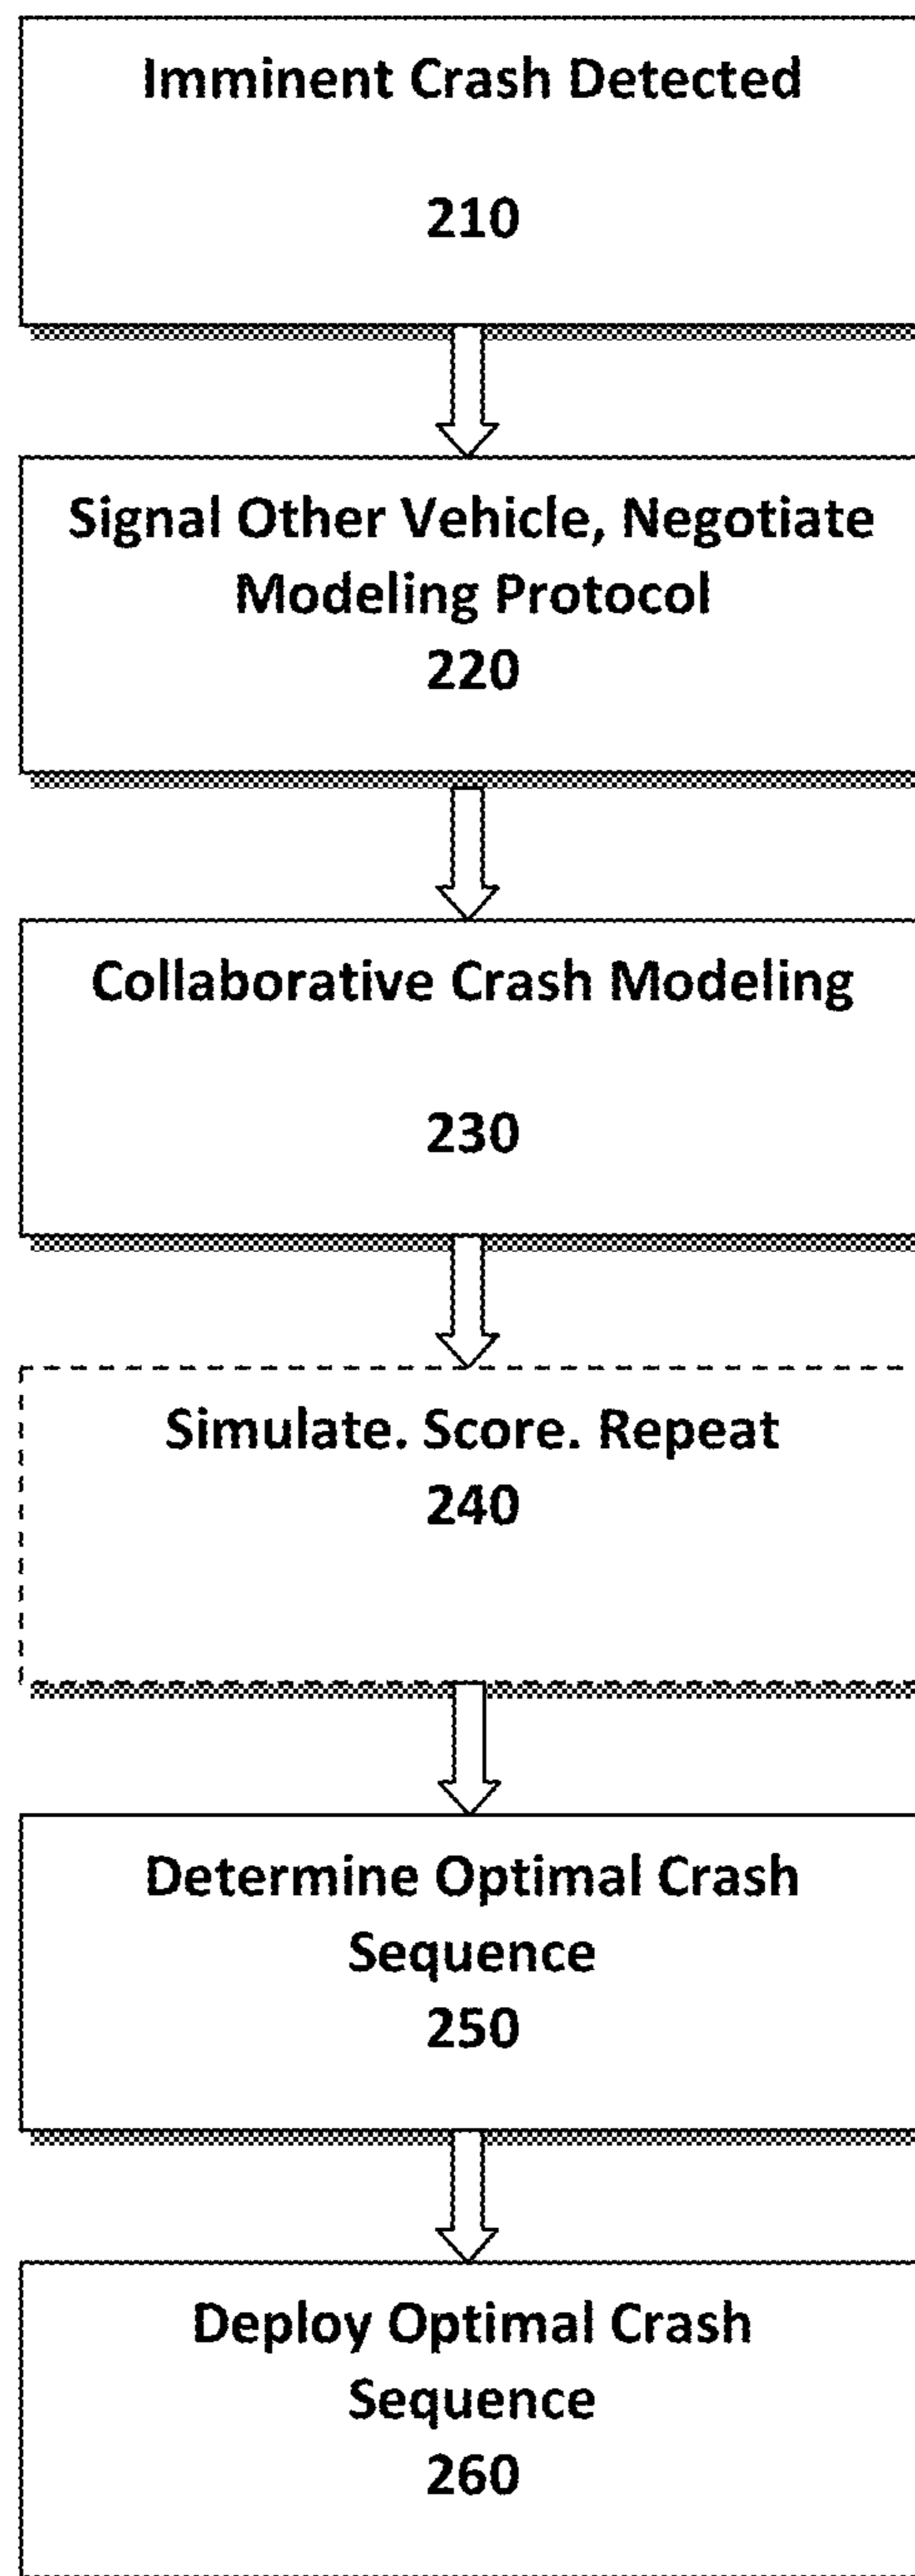 Imminent Crash Detected
210
Signal Other Vehicle, Negotiate
Modeling Protocol
220
Collaborative Crash Modeling
230
Simulate. Score. Repeat
240
Determine Optimal Crash
Sequence
250
Deploy Optimal Crash
Sequence
260